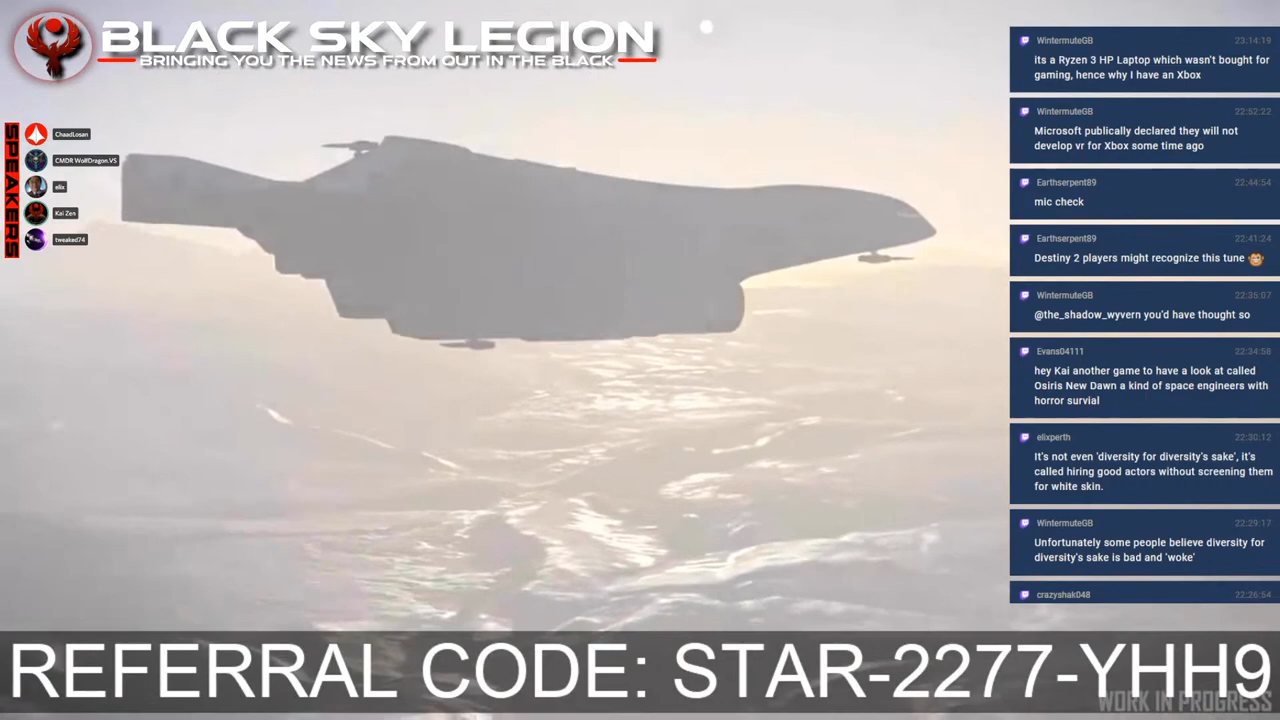 BLACK SKY LEGION
BRINGING YOU THE NEWS FROM OUT IN THE BLACK
SPEAKERS
ChaadLosan
CMDR WolfDragon.VS
elix
Kai Zen
tweaked74
WintermuteGB 23:14:19
its a Ryzen 3 HP Laptop which wasn't bought for
gaming, hence why I have an Xbox
WintermuteGB 22:52:22
Microsoft publically declared they will not
develop vr for Xbox some time ago
Earthserpent89 22:44:54
mic check
Earthserpent89 22:41:24
Destiny 2 players might recognize this tune
WintermuteGB 22:35:07
@the_shadow_wyvern you'd have thought so
Evans04111 22:34:58
hey Kai another game to have a look at called
Osiris New Dawn a kind of space engineers with
horror survial
elixperth 22:30:12
It's not even 'diversity for diversity's sake', it's
called hiring good actors without screening them
for white skin.
WintermuteGB 22:29:17
Unfortunately some people believe diversity for
diversity's sake is bad and 'woke'
crazyshak048 22:26:54
REFERRAL CODE: STAR-2277-YHH9
WORK IN PROGRESS